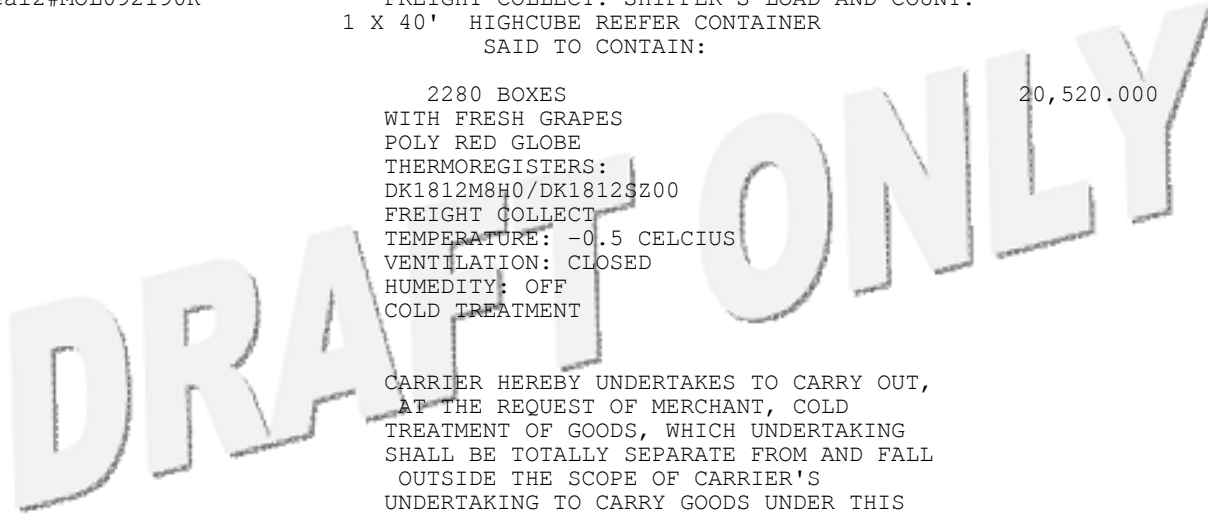 FREIGHT COLLECT. SHIPPER'S LOAD AND COUNT.
1 X 40' HIGHCUBE REEFER CONTAINER
SAID TO CONTAIN:
2280 BOXES 20,520.000
WITH FRESH GRAPES
POLY RED GLOBE
THERMOREGISTERS:
DK1812M8H0/DK1812SZ00
FREIGHT COLLECT
TEMPERATURE: -0.5 CELCIUS
VENTILATION: CLOSED
HUMEDITY: OFF
COLD TREATMENT
CARRIER HEREBY UNDERTAKES TO CARRY OUT,
AT THE REQUEST OF MERCHANT, COLD
TREATMENT OF GOODS, WHICH UNDERTAKING
SHALL BE TOTALLY SEPARATE FROM AND FALL
OUTSIDE THE SCOPE OF CARRIER'S
UNDERTAKING TO CARRY GOODS UNDER THIS
DRAFT ONLY